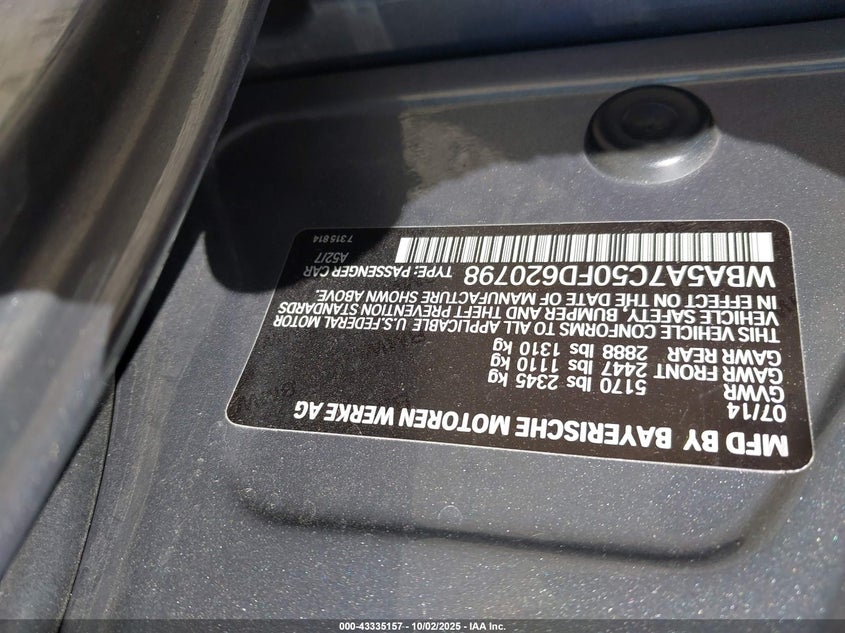 MFD BY BAYERISCHE MOTOREN WERKE AG
07/14
GVWR 5170 lbs 2345 kg
GAWR FRONT 2447 lbs 1110 kg
GAWR REAR 2888 lbs 1310 kg
THIS VEHICLE CONFORMS TO ALL APPLICABLE U.S.FEDERAL MOTOR
VEHICLE SAFETY, BUMPER AND THEFT PREVENTION STANDARDS
IN EFFECT ON THE DATE OF MANUFACTURE SHOWN ABOVE.
WBA5A7C50FD620798 TYPE: PASSENGER CAR
A52/7
7315814
000-43335157 - 10/02/2025 - IAA Inc.